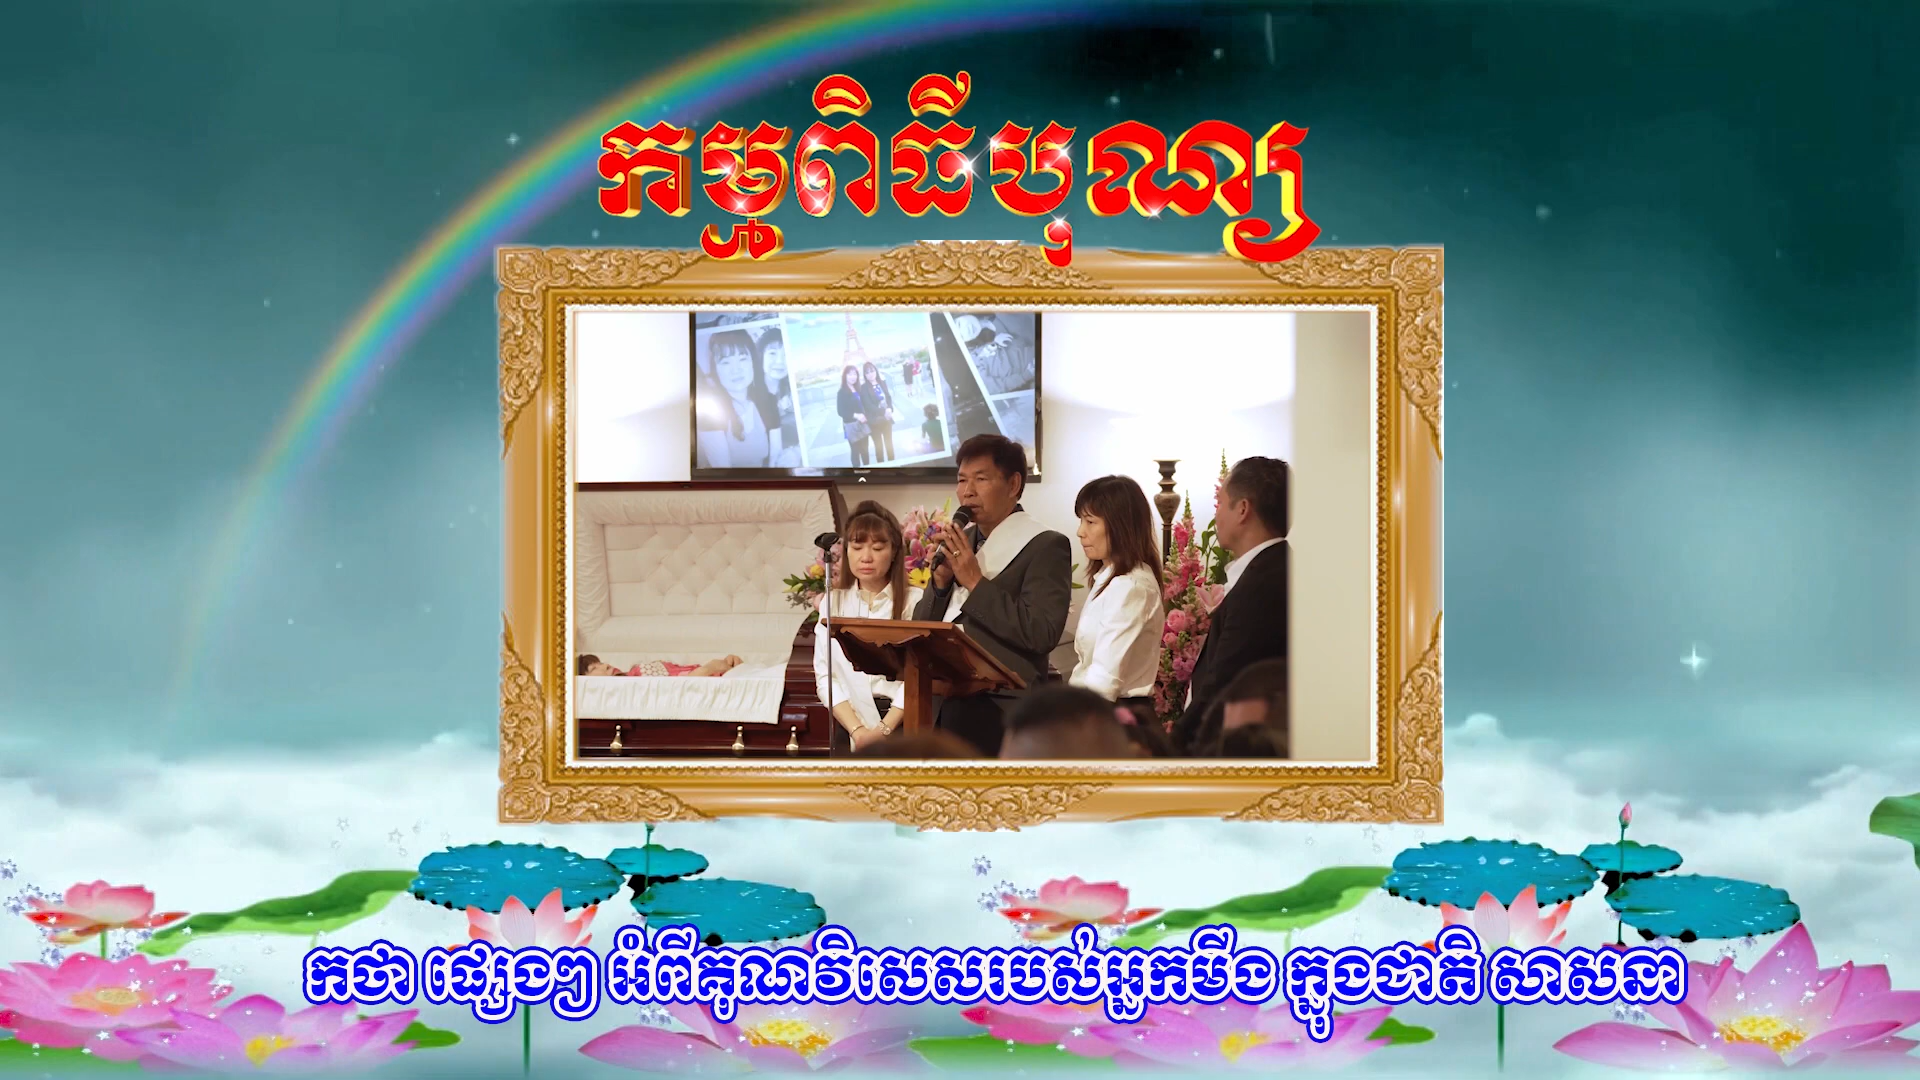 កម្មពិធីបុណ្យ
កថា ផ្សេងៗ អំពីគុណវិសេសរបស់អ្នកមីង ក្នុងជាតិ សាសនា